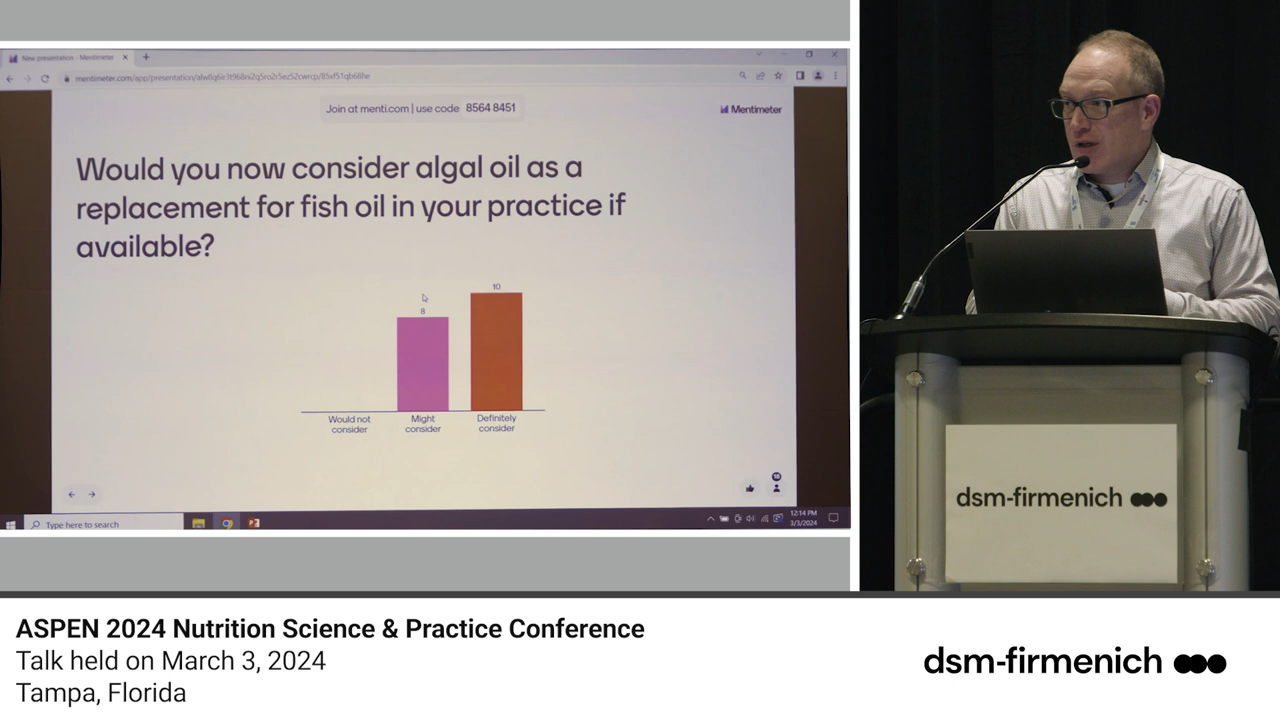 New presentation - Mentimeter
Join at menti.com | use code 8564 8451
Mentimeter
Would you now consider algal oil as a
replacement for fish oil in your practice if
available?
10
8
Would not
consider
Might
consider
Definitely
consider
Type here to search
12:14 PM
3/3/2024
dsm-firmenich
ASPEN 2024 Nutrition Science & Practice Conference
Talk held on March 3, 2024
Tampa, Florida
dsm-firmenich